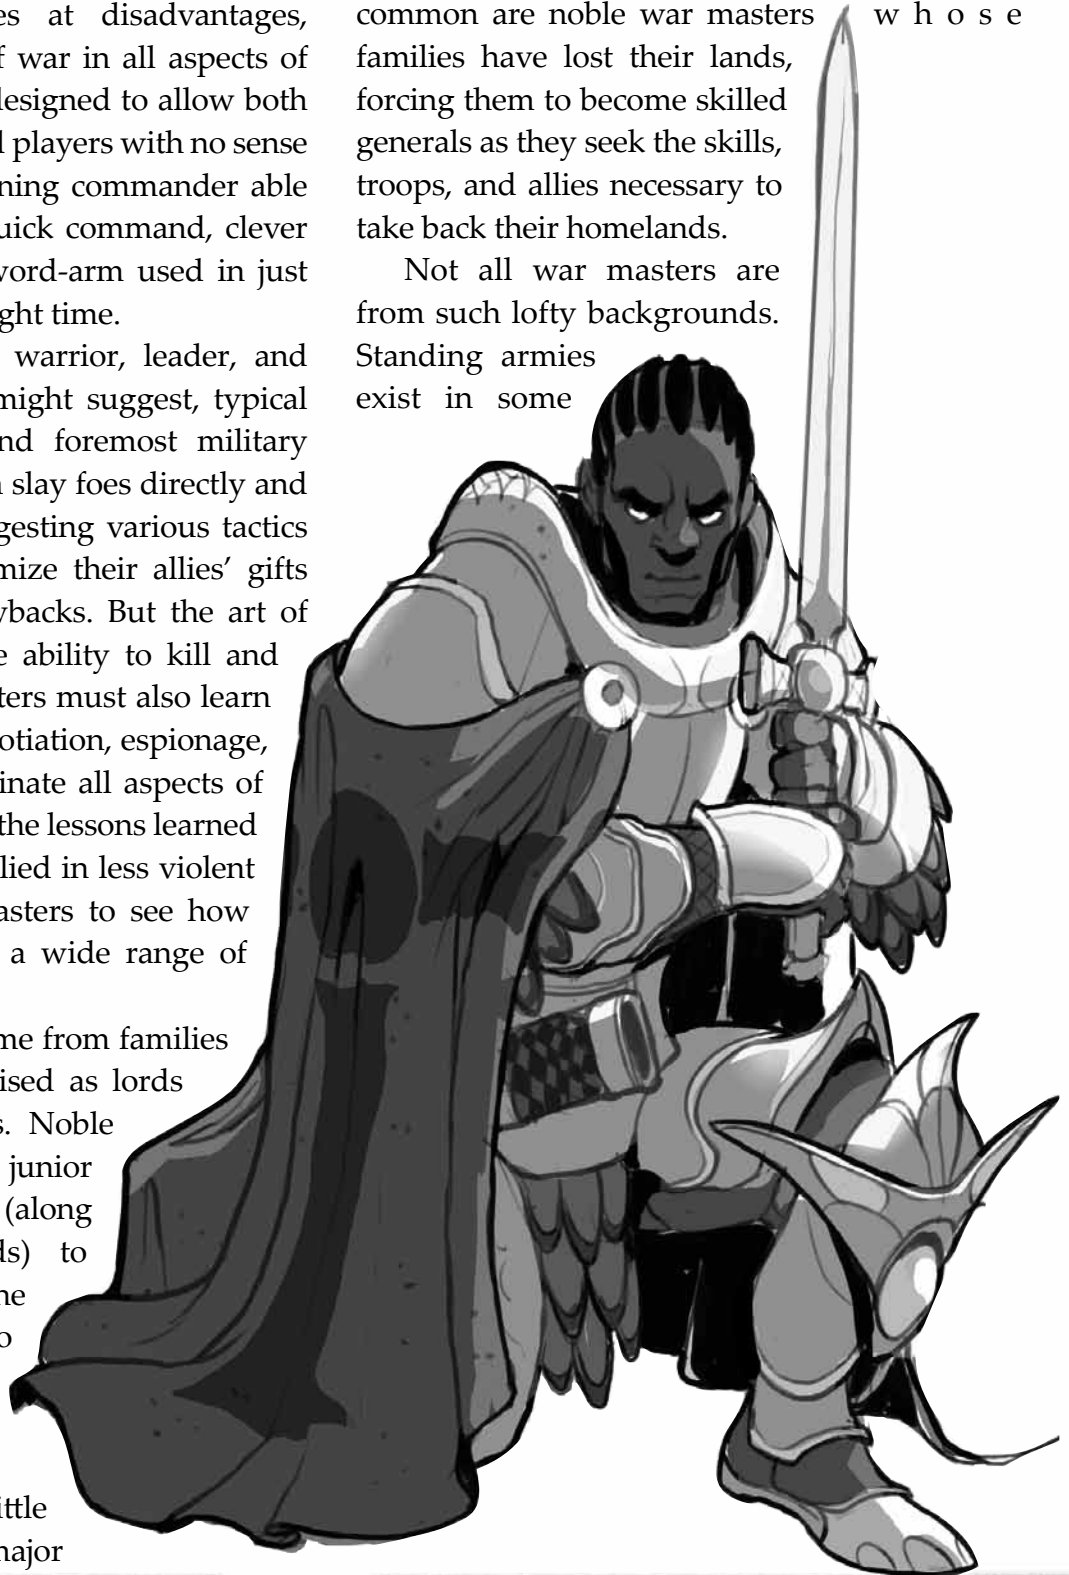 es at disadvantages,
f war in all aspects of
designed to allow both
d players with no sense
ning commander able
uick command, clever
word-arm used in just
ght time.
warrior, leader, and
might suggest, typical
nd foremost military
n slay foes directly and
gesting various tactics
mize their allies’ gifts
wbacks. But the art of
e ability to kill and
ters must also learn
otiation, espionage,
inate all aspects of
the lessons learned
lied in less violent
asters to see how
a wide range of
me from families
ised as lords
s. Noble
junior
(along
ds) to
ne
o
ittle
major
common are noble war masters whose
families have lost their lands,
forcing them to become skilled
generals as they seek the skills,
troops, and allies necessary to
take back their homelands.
Not all war masters are
from such lofty backgrounds.
Standing armies
exist in some